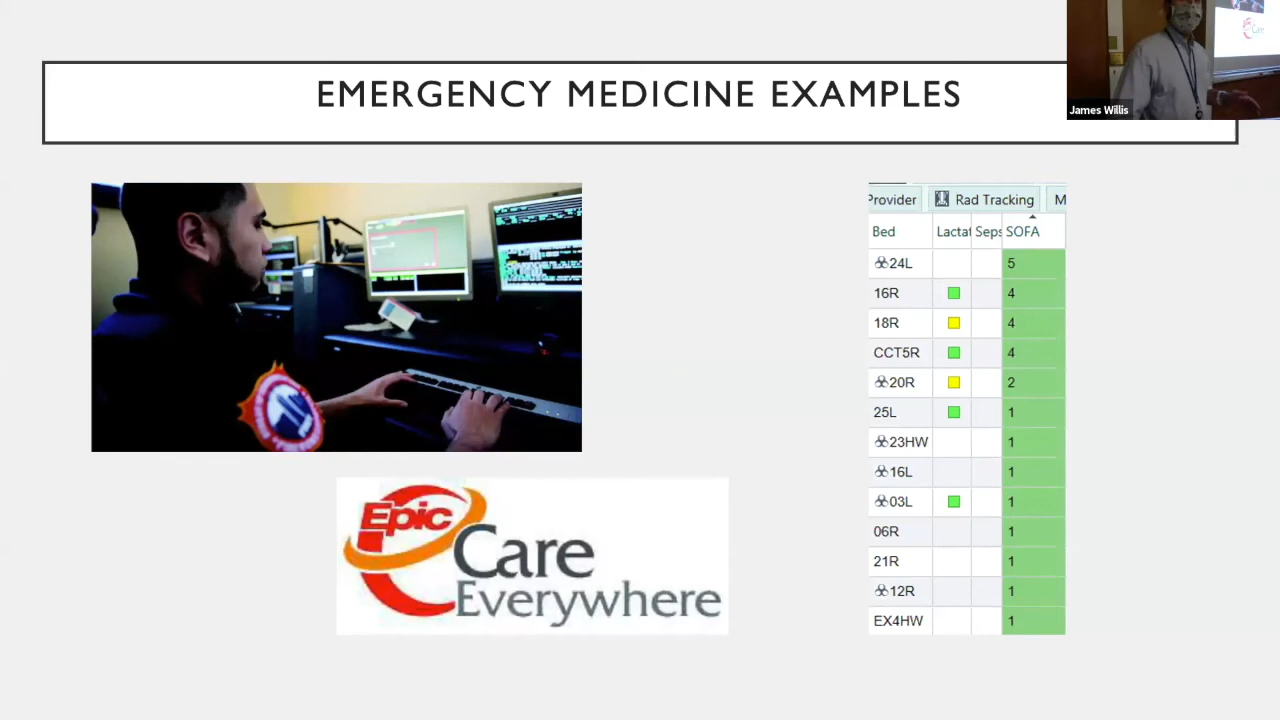 EMERGENCY MEDICINE EXAMPLES
James Willis
Epic
Care
Everywhere
Provider Rad Tracking M
Bed Lactat Seps SOFA
24L 5
16R 4
18R 4
CCT5R 4
20R 2
25L 1
23HW 1
16L 1
03L 1
06R 1
21R 1
12R 1
EX4HW 1